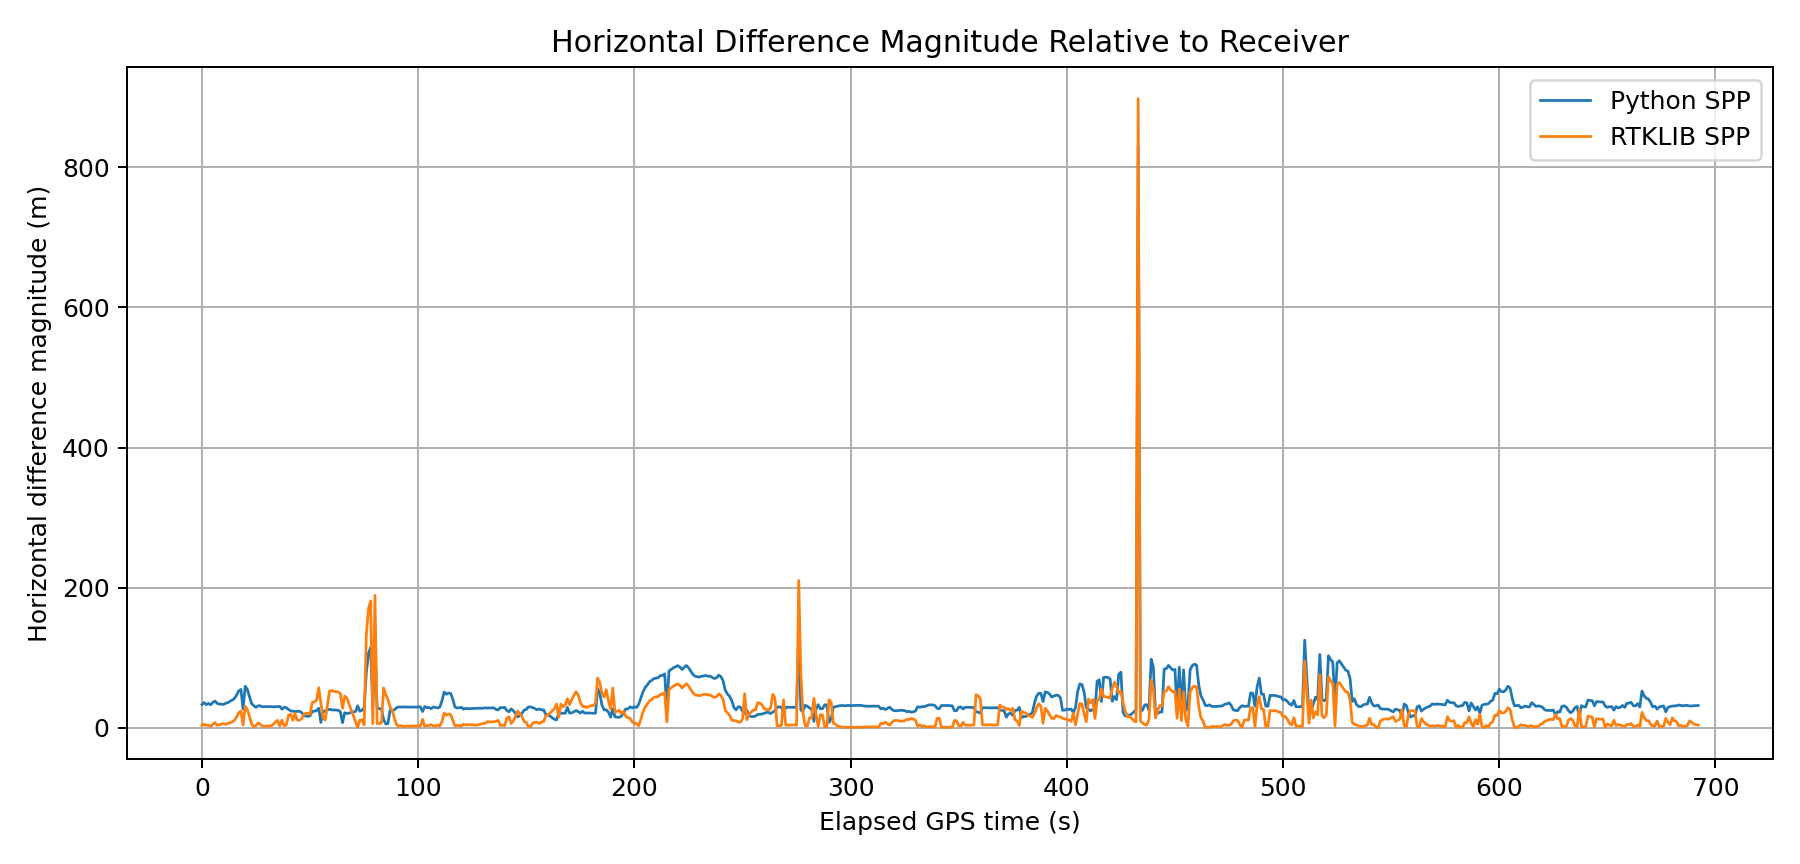 Horizontal Difference Magnitude Relative to Receiver
Python SPP
RTKLIB SPP
Horizontal difference magnitude (m)
800
600
400
200
0
0 100 200 300 400 500 600 700
Elapsed GPS time (s)